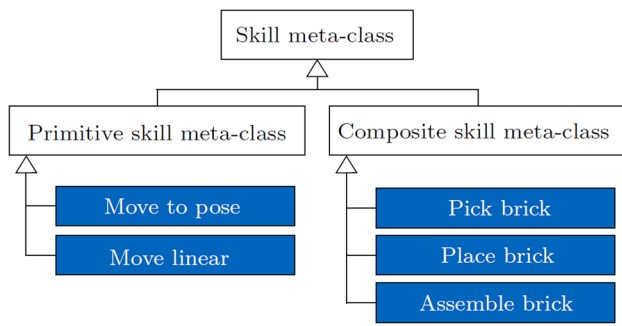 Skill meta-class
Primitive skill meta-class
Composite skill meta-class
Move to pose
Move linear
Pick brick
Place brick
Assemble brick